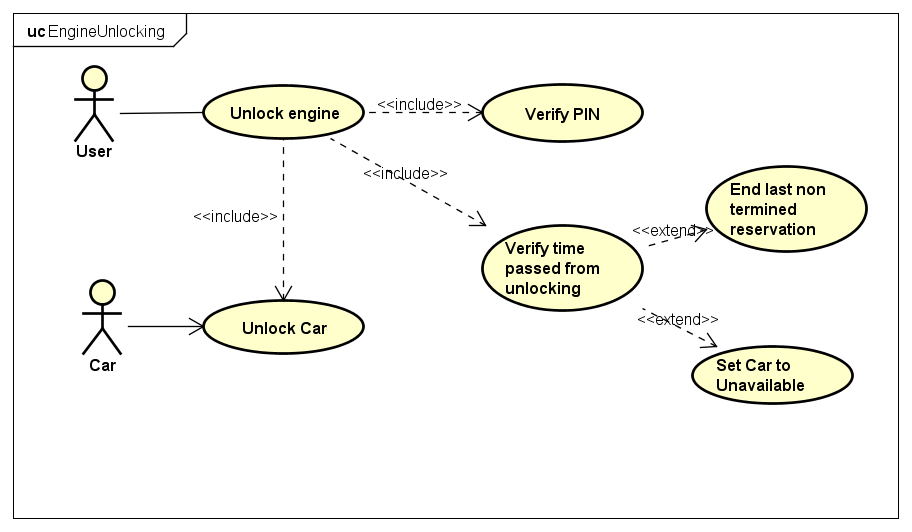 uc EngineUnlocking
User
Unlock engine
<<include>>
Verify PIN
<<include>>
<<include>>
End last non
termined
reservation
<<extend>>
Verify time
passed from
unlocking
Car
Unlock Car
<<extend>>
Set Car to
Unavailable